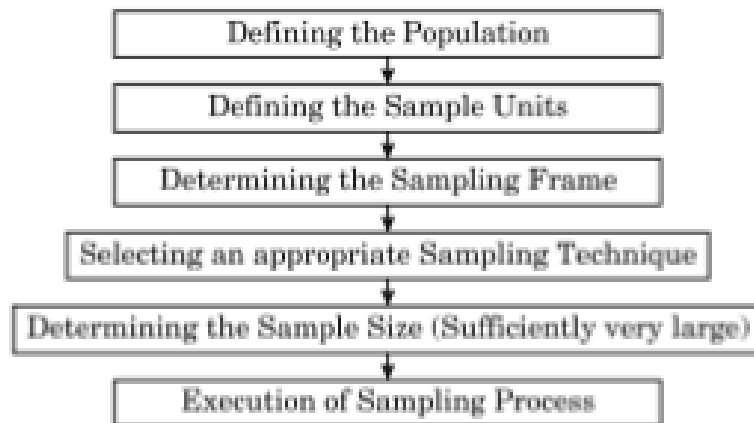 Defining the Population
Defining the Sample Units
Determining the Sampling Frame
Selecting an appropriate Sampling Technique
Determining the Sample Size (Sufficiently very large)
Execution of Sampling Process